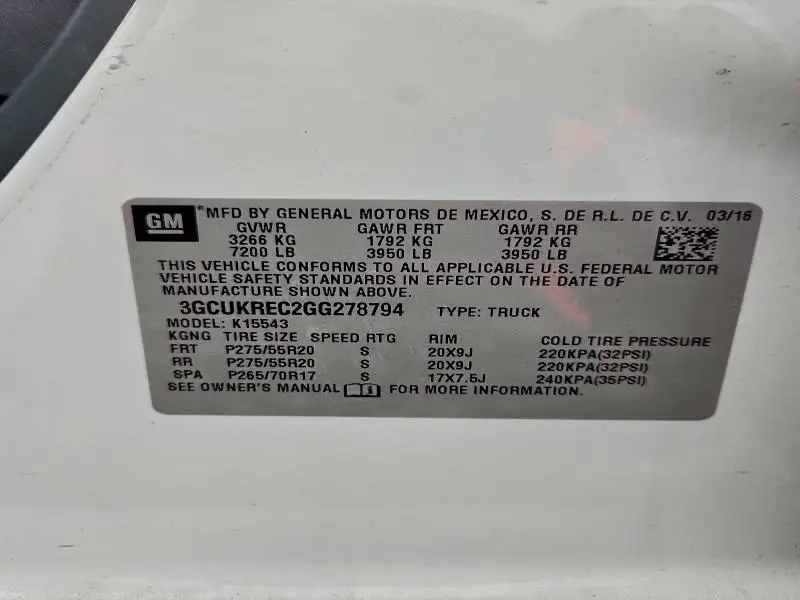 GM *MFD BY GENERAL MOTORS DE MEXICO, S. DE R.L. DE C.V. 03/16
GVWR GAWR FRT GAWR RR
3266 KG 1792 KG 1792 KG
7200 LB 3950 LB 3950 LB
THIS VEHICLE CONFORMS TO ALL APPLICABLE U.S. FEDERAL MOTOR
VEHICLE SAFETY STANDARDS IN EFFECT ON THE DATE OF
MANUFACTURE SHOWN ABOVE.
3GCUKREC2GG278794 TYPE: TRUCK
MODEL: K15543
KGNG TIRE SIZE SPEED RTG RIM COLD TIRE PRESSURE
FRT P275/55R20 S 20X9J 220KPA(32PSI)
RR P275/55R20 S 20X9J 220KPA(32PSI)
SPA P265/70R17 S 17X7.5J 240KPA(35PSI)
SEE OWNER'S MANUAL i FOR MORE INFORMATION.